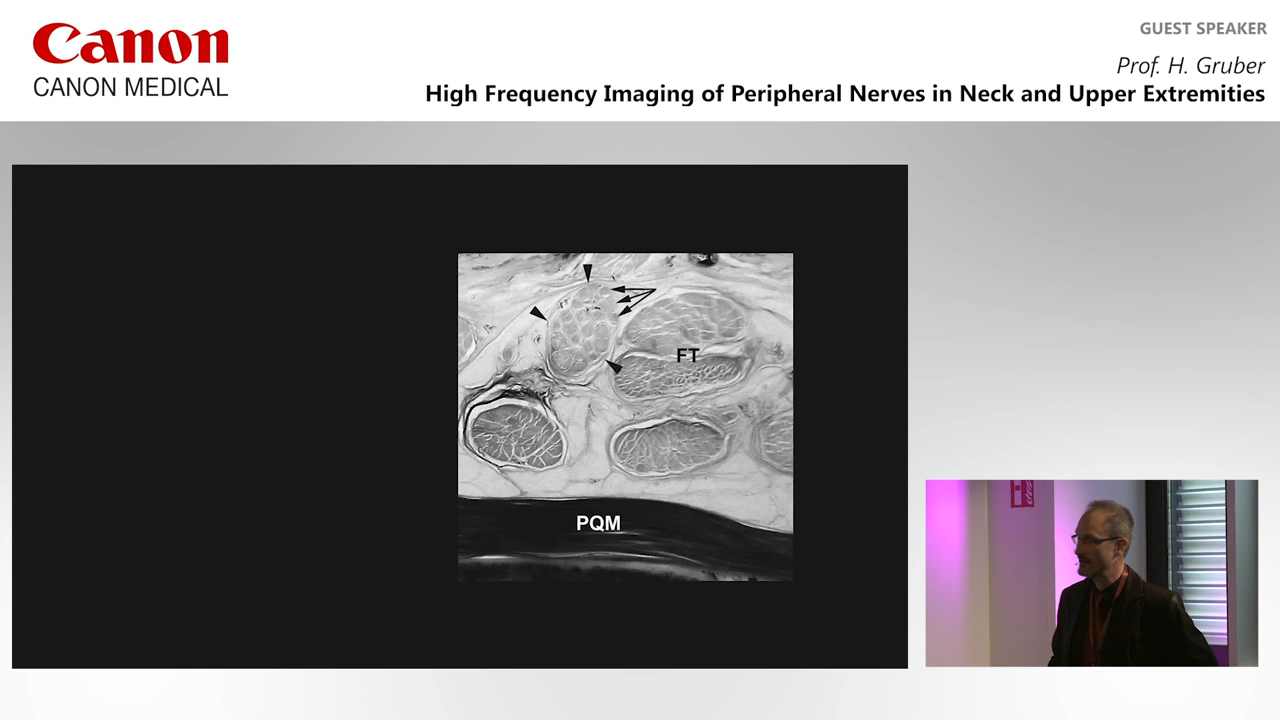 Canon
CANON MEDICAL
GUEST SPEAKER
Prof. H. Gruber
High Frequency Imaging of Peripheral Nerves in Neck and Upper Extremities
FT
PQM